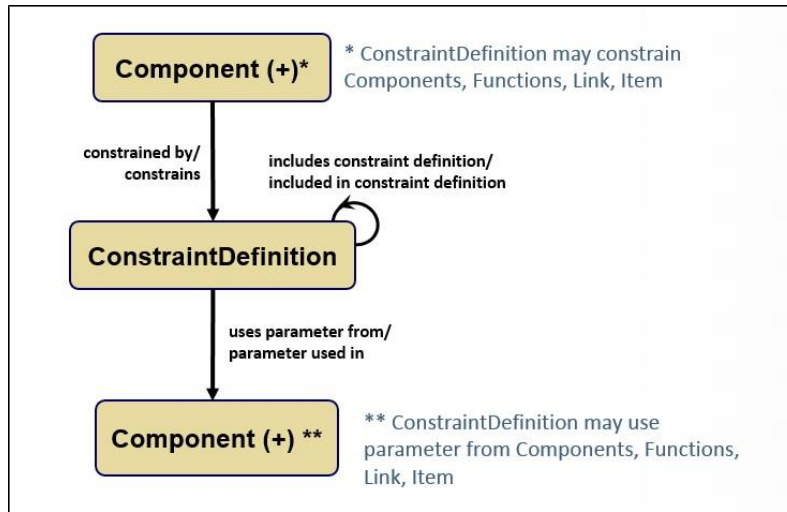 Component (+)*
* ConstraintDefinition may constrain
Components, Functions, Link, Item
constrained by/
constrains
includes constraint definition/
included in constraint definition
ConstraintDefinition
uses parameter from/
parameter used in
Component (+) **
** ConstraintDefinition may use
parameter from Components, Functions,
Link, Item